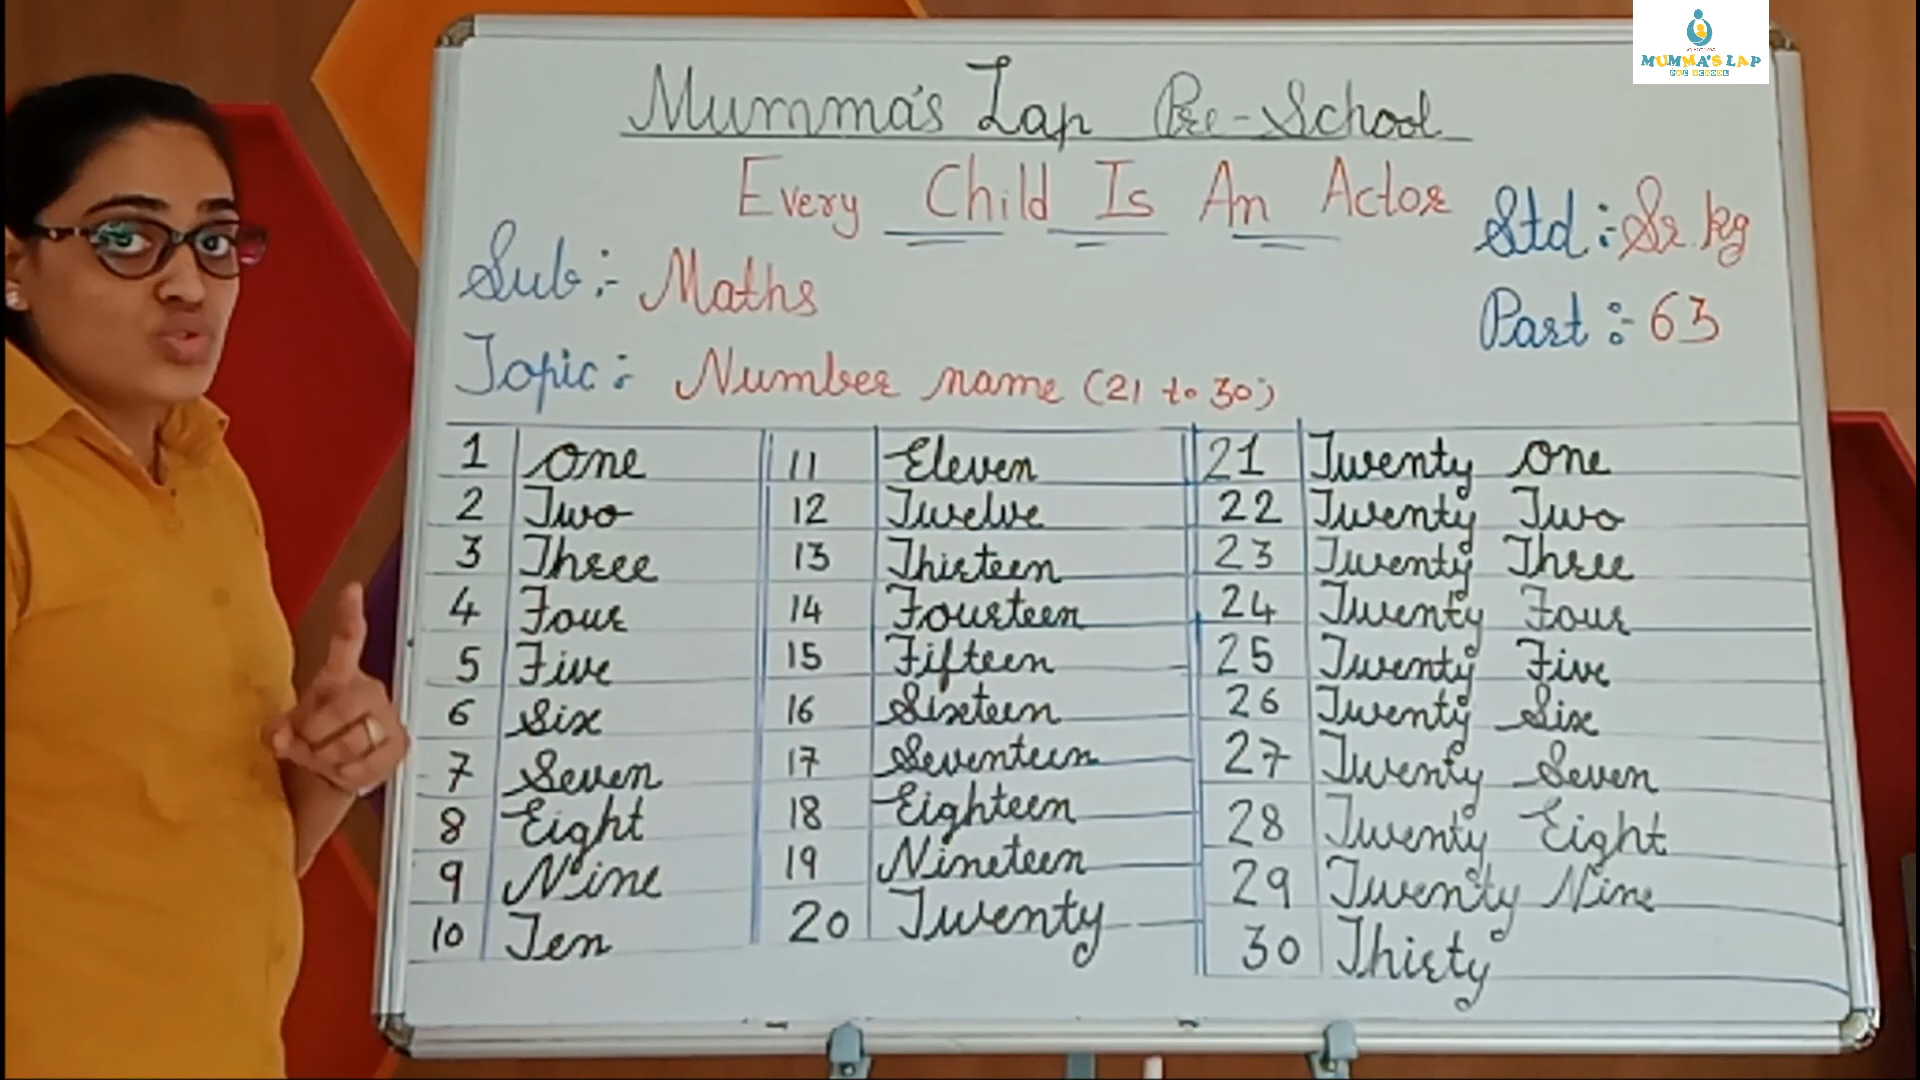 MUMMA'S LAP
PRE SCHOOL
Mumma's Lap Pre-School
Every Child Is An Actor
Std :- Sr. kg
Sub :- Maths
Part :- 63
Topic :- Number name (21 to 30)
1 One 11 Eleven 21 Twenty One
2 Two 12 Twelve 22 Twenty Two
3 Three 13 Thirteen 23 Twenty Three
4 Four 14 Fourteen 24 Twenty Four
5 Five 15 Fifteen 25 Twenty Five
6 Six 16 Sixteen 26 Twenty Six
7 Seven 17 Seventeen 27 Twenty Seven
8 Eight 18 Eighteen 28 Twenty Eight
9 Nine 19 Nineteen 29 Twenty Nine
10 Ten 20 Twenty 30 Thirty